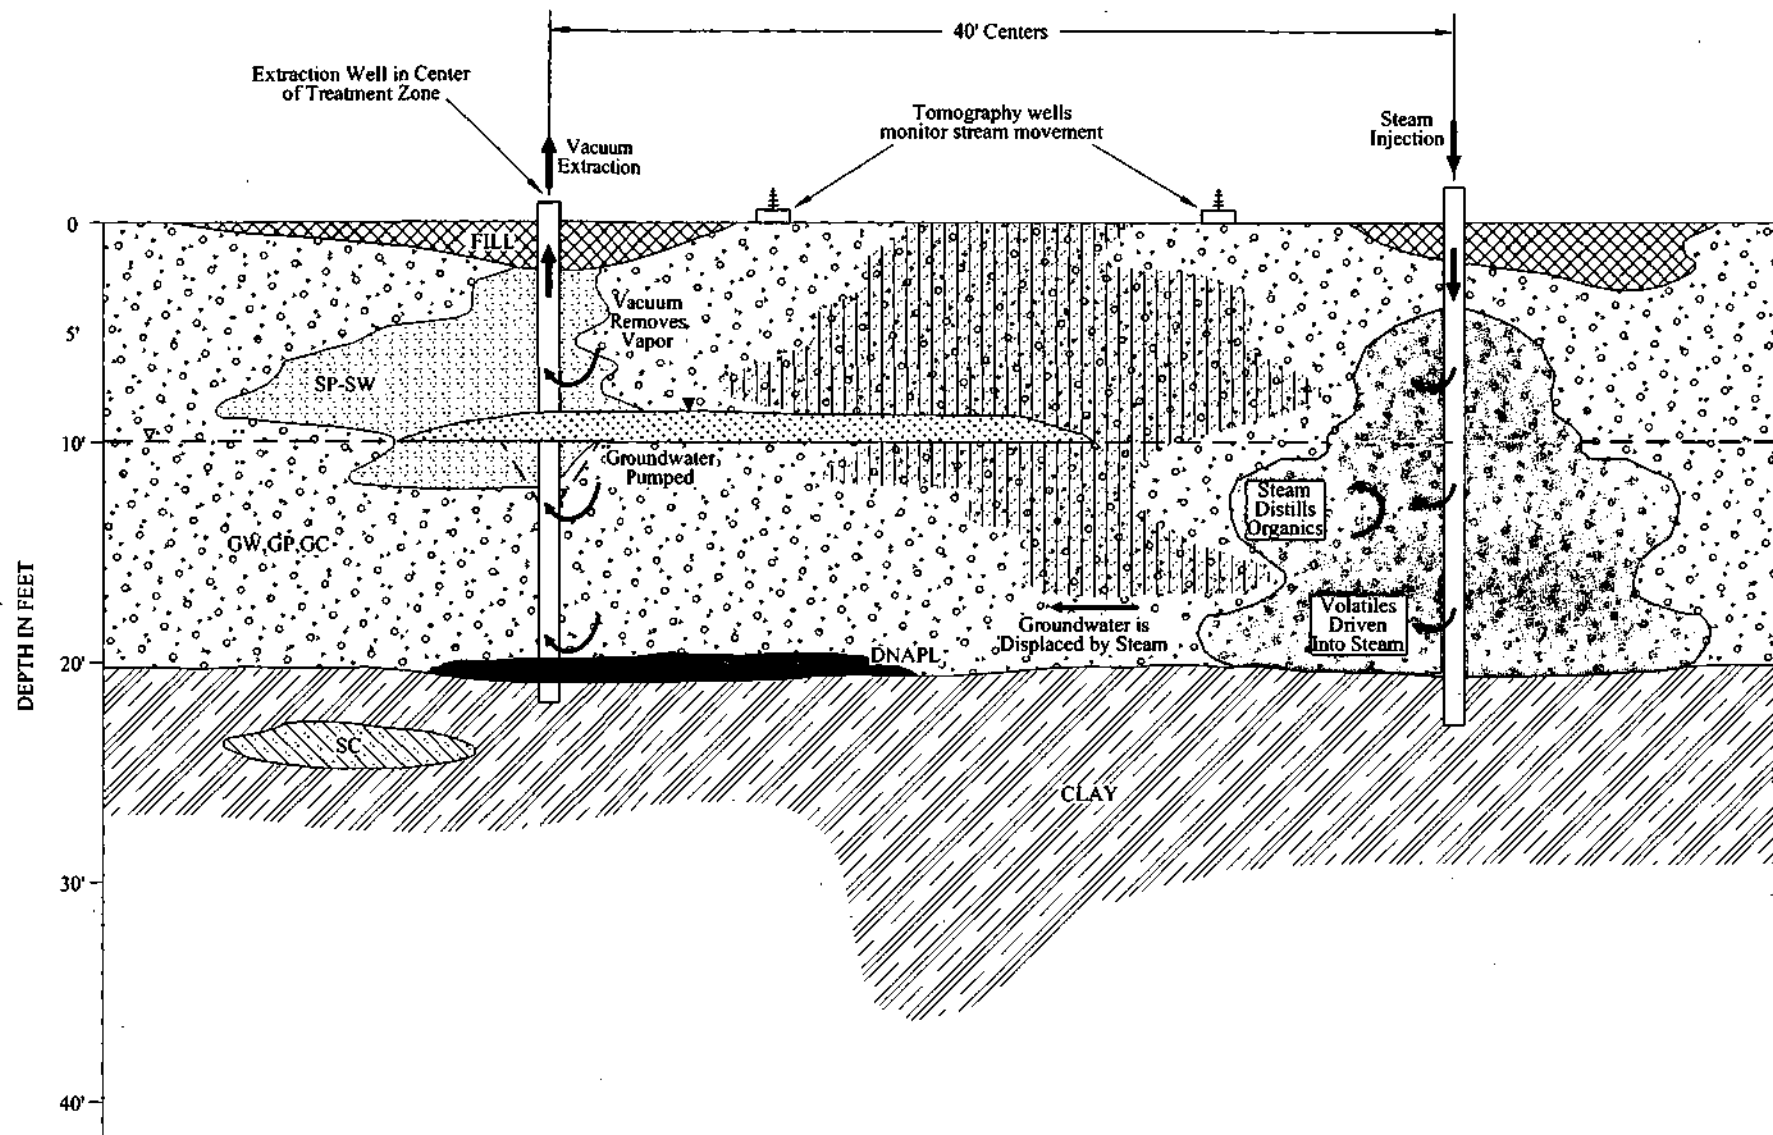 40' Centers
Extraction Well in Center
of Treatment Zone
Tomography wells
monitor stream movement
Steam
Injection
Vacuum
Extraction
0
FILL
Vacuum
Removes
Vapor
5'
SP-SW
10'
Groundwater
Pumped
Steam
Distills
Organics
GW,GP,GC
DEPTH IN FEET
Volatiles
Driven
Into Steam
Groundwater is
Displaced by Steam
DNAPL
20'
SC
CLAY
30'
40'